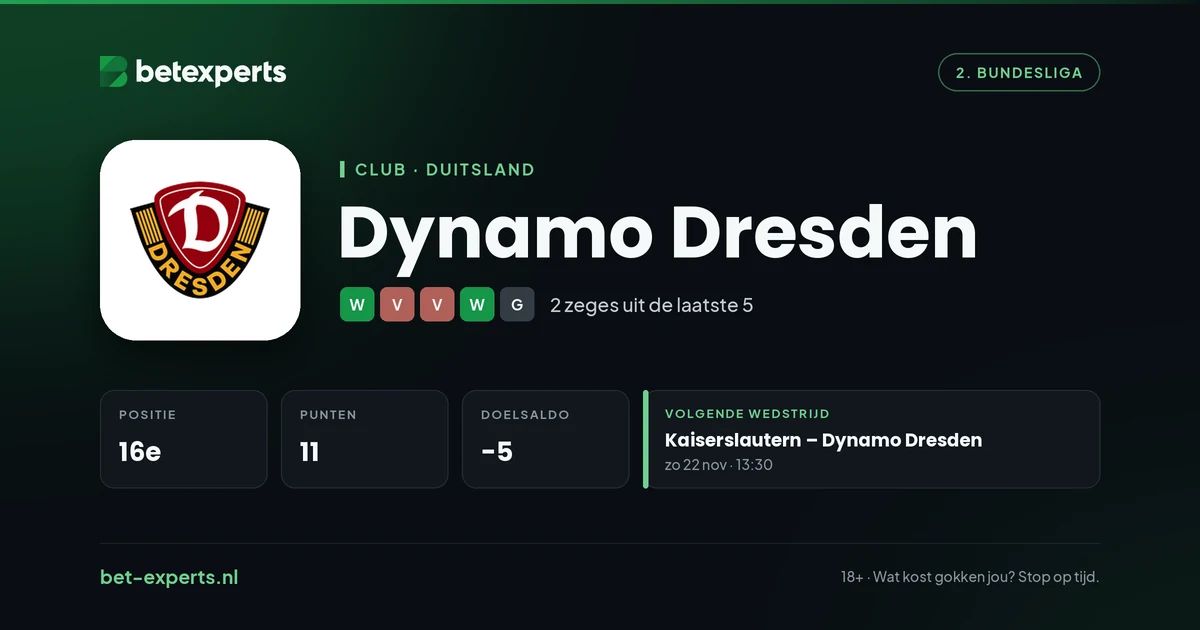 betexperts
2. BUNDESLIGA
CLUB · DUITSLAND
Dynamo Dresden
D
DRESDEN
W V V W G 2 zeges uit de laatste 5
POSITIE
16e
PUNTEN
11
DOELSALDO
-5
VOLGENDE WEDSTRIJD
Kaiserslautern – Dynamo Dresden
zo 22 nov · 13:30
bet-experts.nl
18+ · Wat kost gokken jou? Stop op tijd.